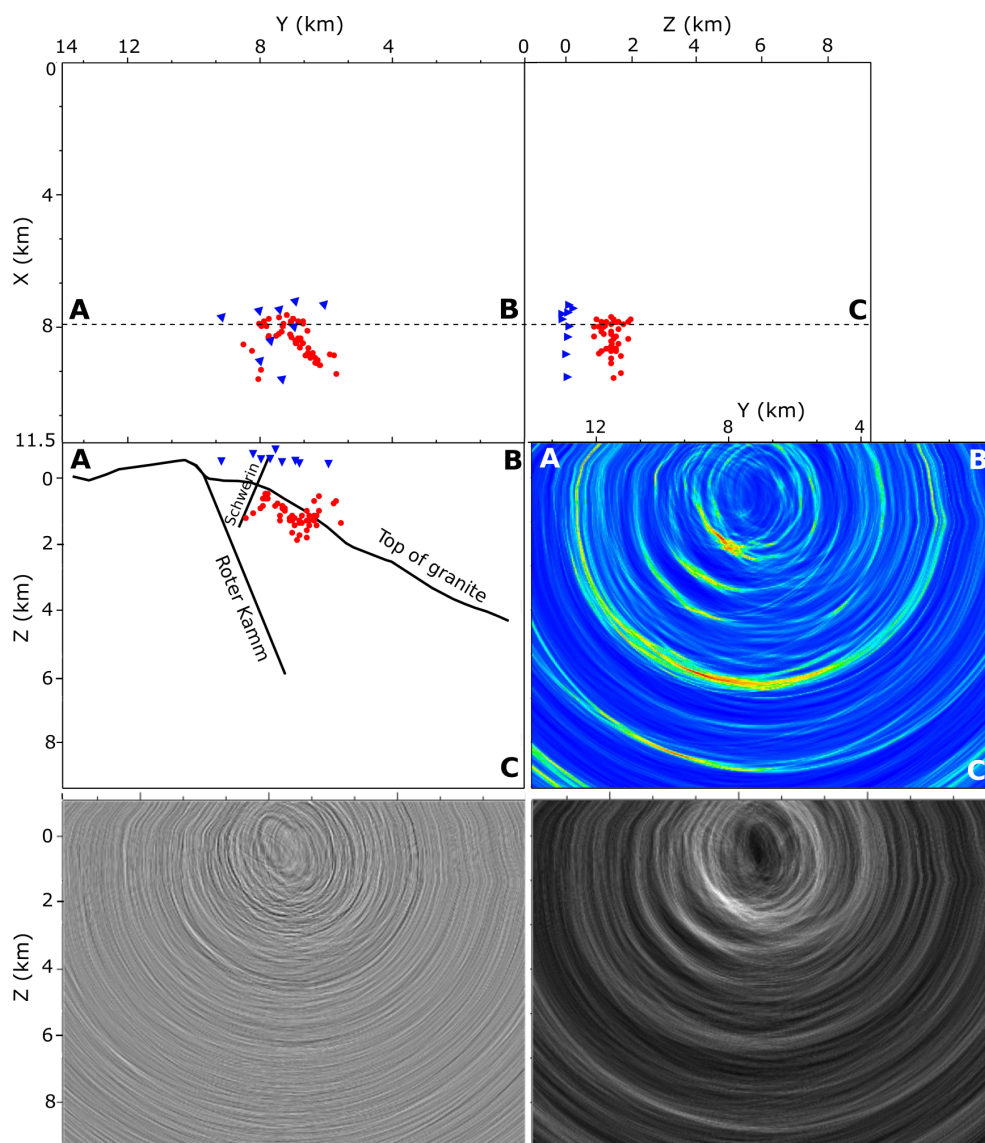 Y (km)
Z (km)
14 12 8 4 0
0 2 4 6 8
0
4
8
11.5
X (km)
A B C
Y (km)
12 8 4
A B
A B
0
2
4
6
8
Z (km)
Schwerin
Roter Kamm
Top of granite
C C
0
2
4
6
8
Z (km)